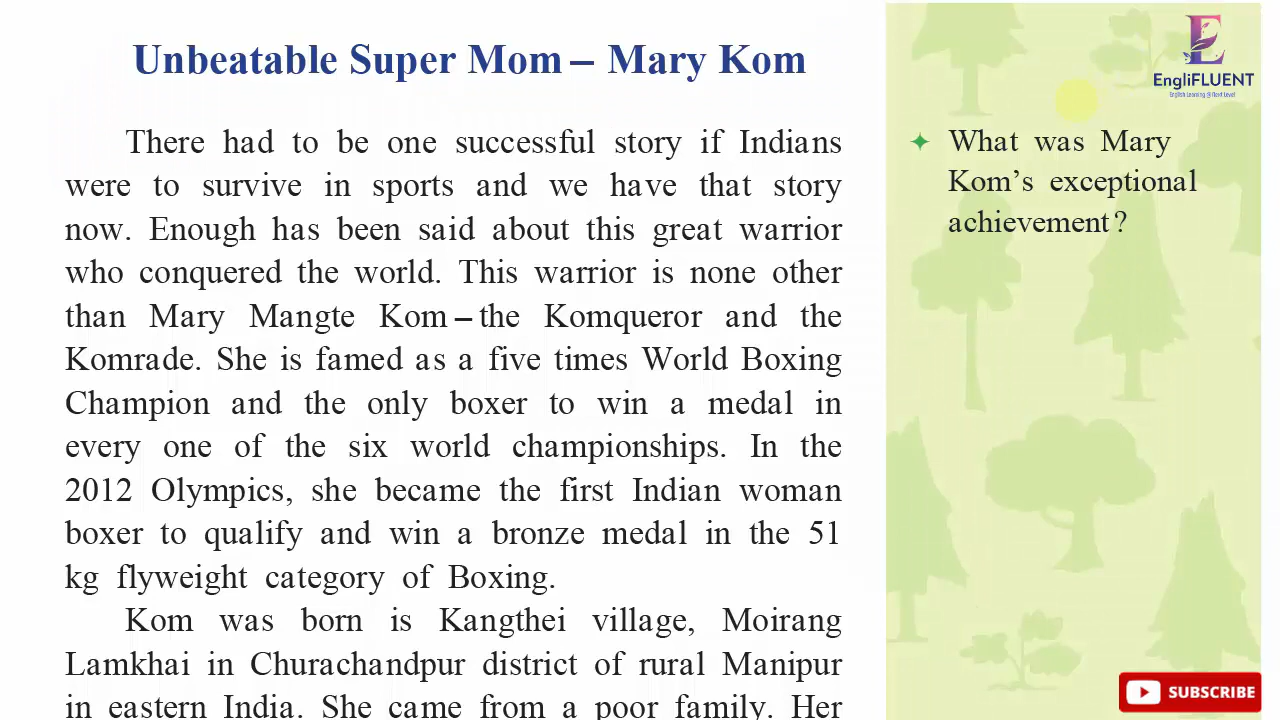 Unbeatable Super Mom – Mary Kom
There had to be one successful story if Indians
were to survive in sports and we have that story
now. Enough has been said about this great warrior
who conquered the world. This warrior is none other
than Mary Mangte Kom – the Komqueror and the
Komrade. She is famed as a five times World Boxing
Champion and the only boxer to win a medal in
every one of the six world championships. In the
2012 Olympics, she became the first Indian woman
boxer to qualify and win a bronze medal in the 51
kg flyweight category of Boxing.
Kom was born is Kangthei village, Moirang
Lamkhai in Churachandpur district of rural Manipur
in eastern India. She came from a poor family. Her
E
EngliFLUENT
English Learning @ Next Level
What was Mary
Kom's exceptional
achievement?
SUBSCRIBE